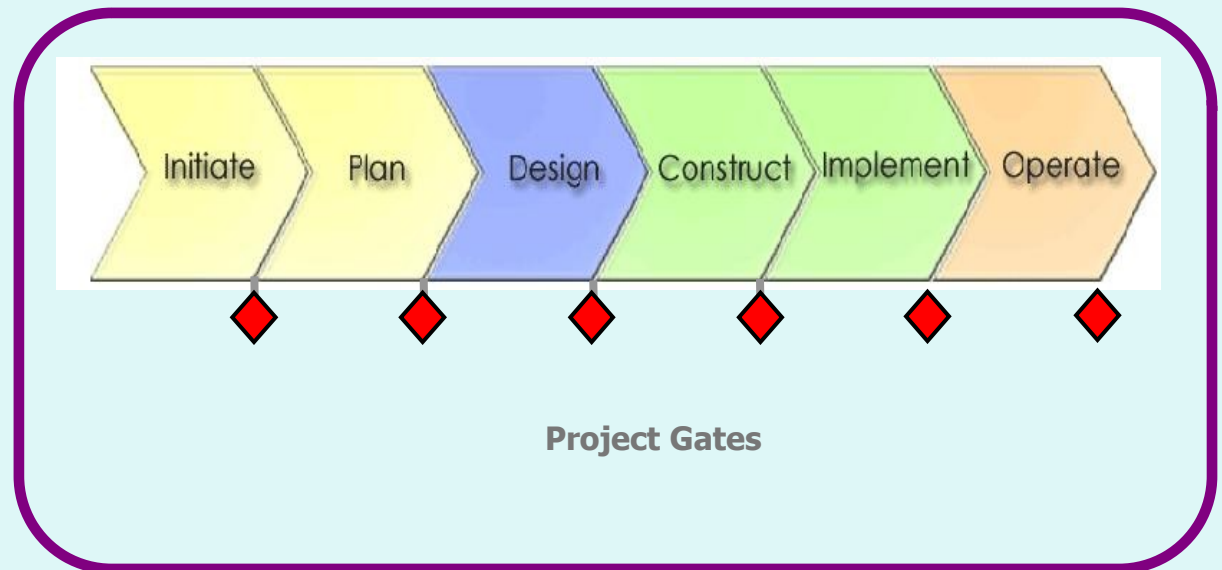 Initiate Plan Design Construct Implement Operate
Project Gates